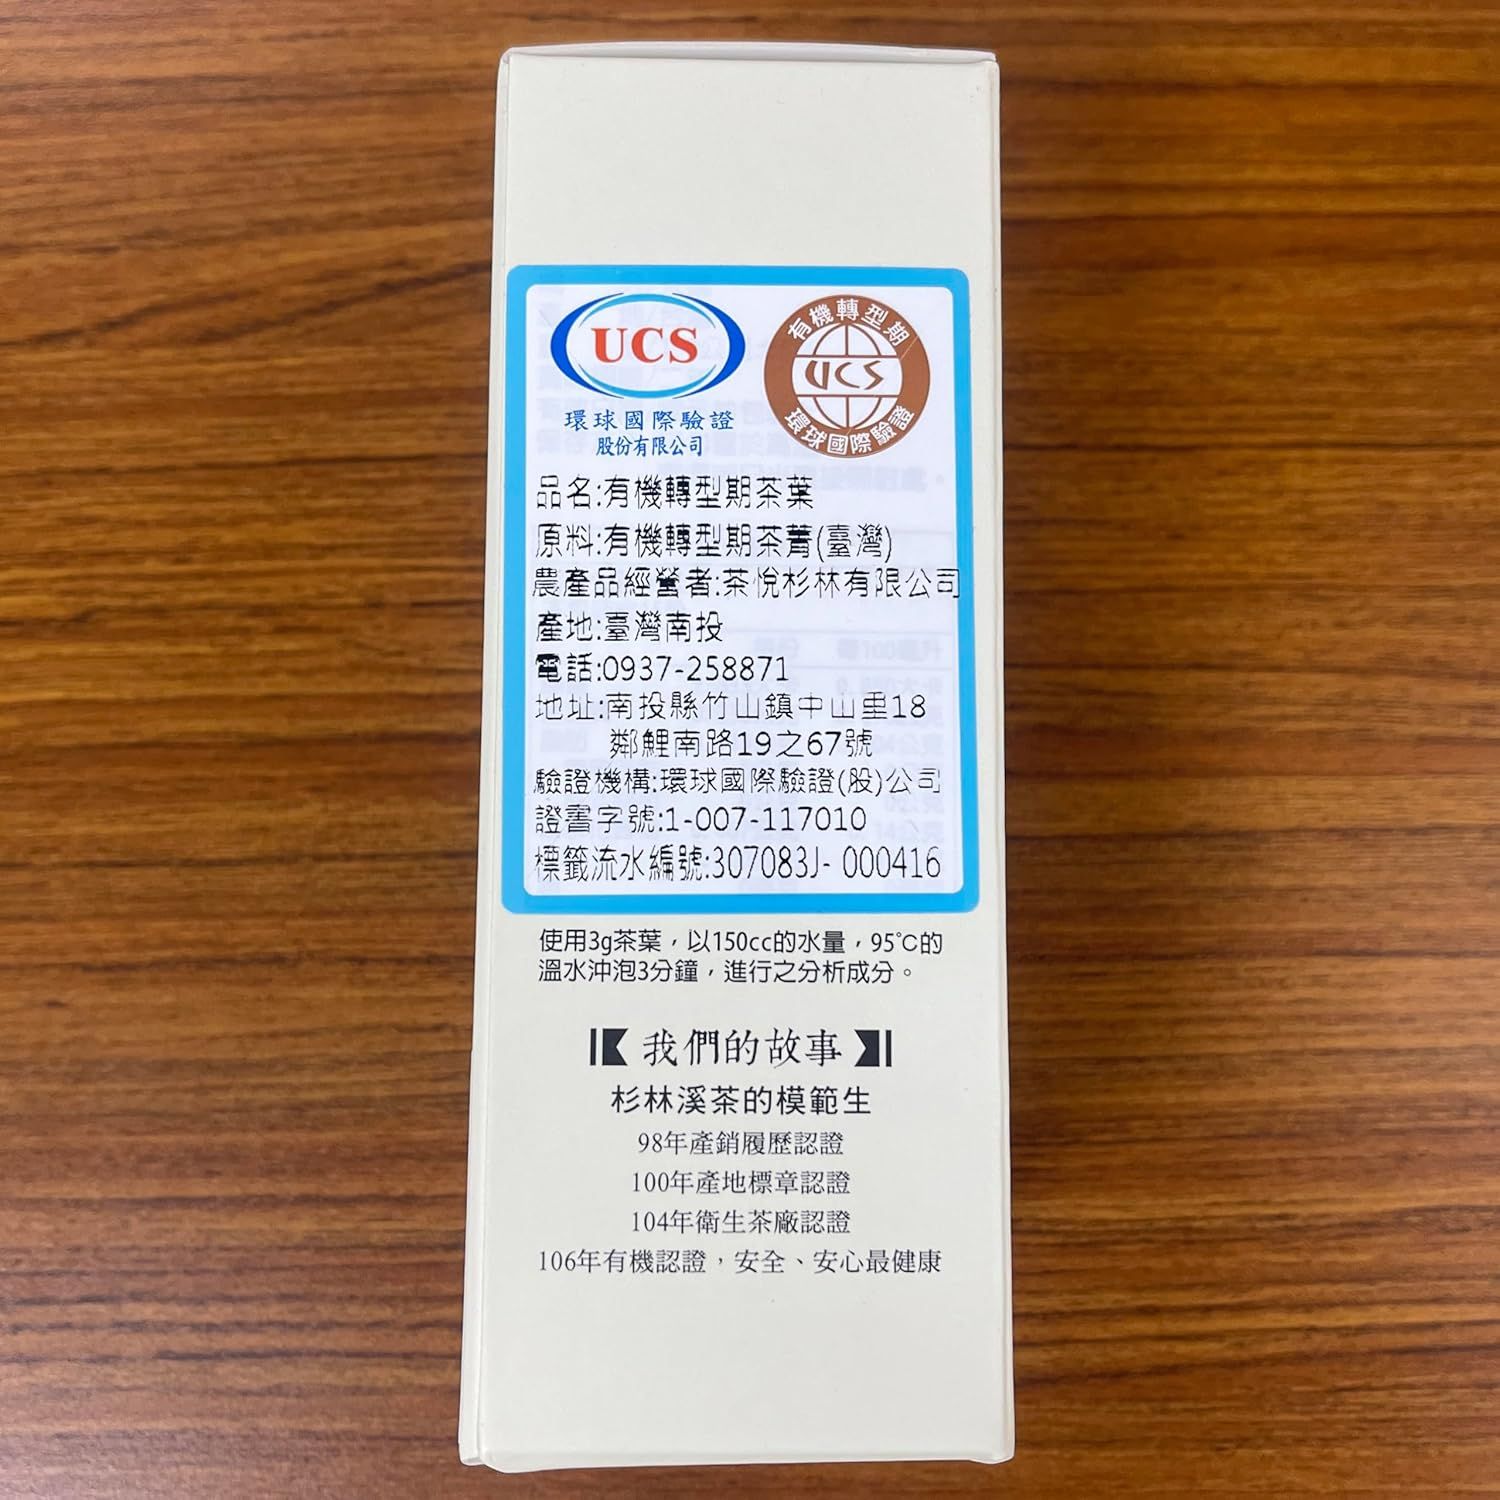 UCS
環球國際驗證
股份有限公司
有機轉型期
UCS
環球國際驗證
品名:有機轉型期茶葉
原料:有機轉型期茶菁(臺灣)
農產品經營者:茶悅杉林有限公司
產地:臺灣南投
電話:0937-258871
地址:南投縣竹山鎮中山里18
鄰鯉南路19之67號
驗證機構:環球國際驗證(股)公司
證書字號:1-007-117010
標籤流水編號:307083J- 000416
使用3g茶葉，以150cc的水量，95℃的
溫水沖泡3分鐘，進行之分析成分。
我們的故事
杉林溪茶的模範生
98年產銷履歷認證
100年產地標章認證
104年衛生茶廠認證
106年有機認證，安全、安心最健康